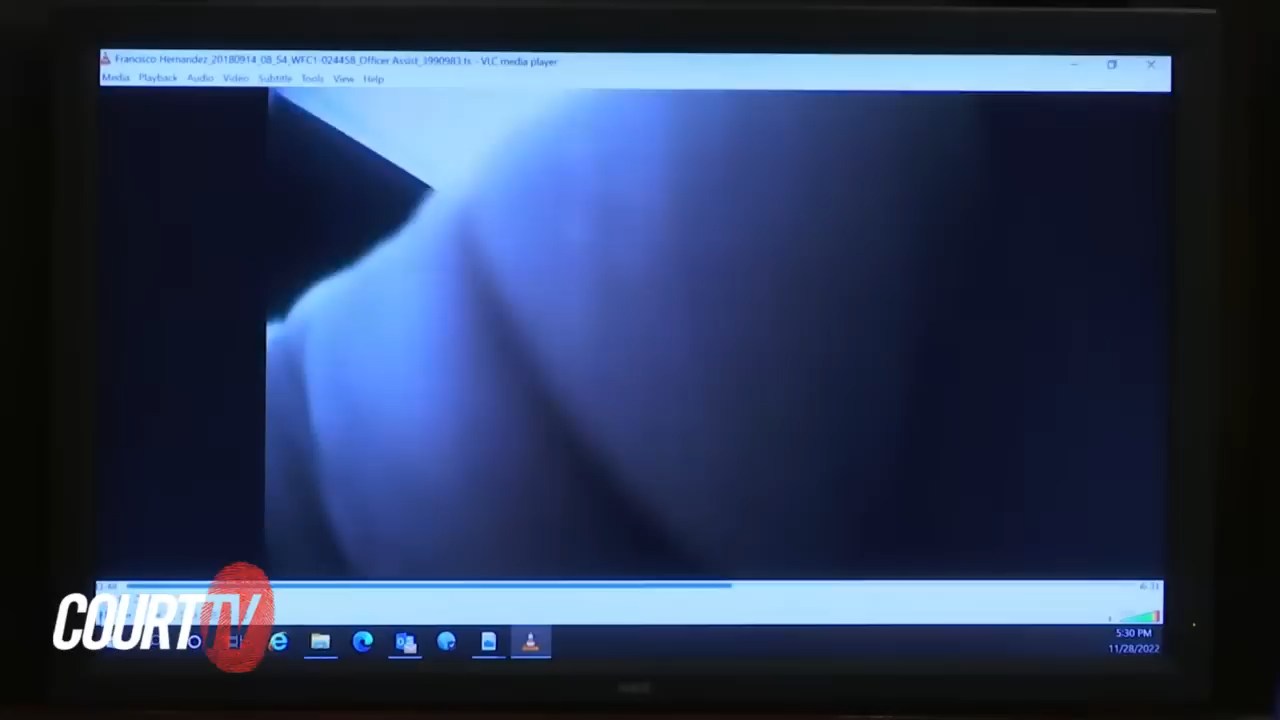 Francisco Hernandez_20180914_08_54_WFC1-024458_Officer Assist_3990983.ts - VLC media player
Media Playback Audio Video Subtitle Tools View Help
COURT TV
5:30 PM
11/28/2022